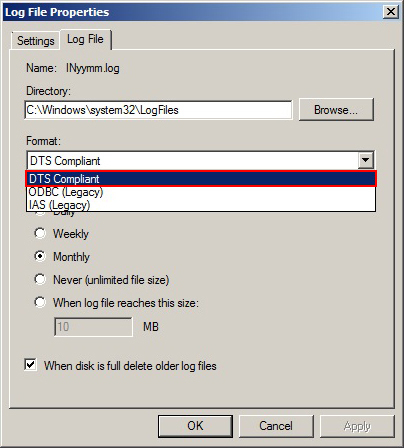 Log File Properties
Settings
Log File
Name: INyymm.log
Directory:
C:\Windows\system32\LogFiles
Browse...
Format:
DTS Compliant
DTS Compliant
ODBC (Legacy)
IAS (Legacy)
Daily
Weekly
Monthly
Never (unlimited file size)
When log file reaches this size:
10 MB
When disk is full delete older log files
OK
Cancel
Apply